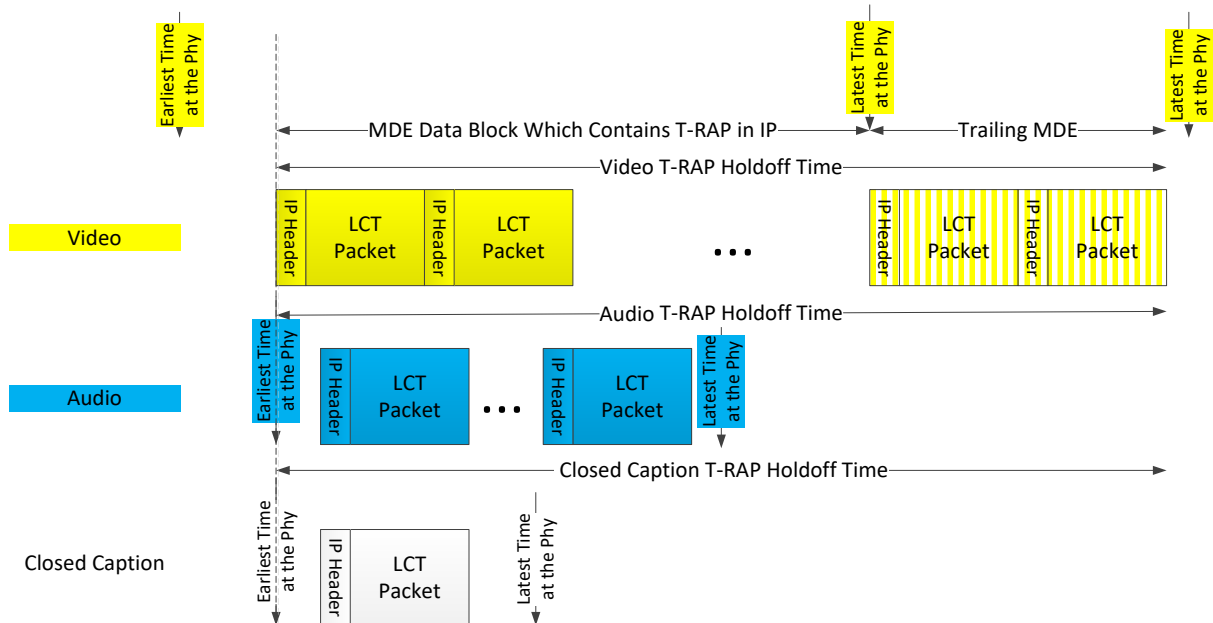 Earliest Time
at the Phy
Latest Time
at the Phy
Latest Time
at the Phy
MDE Data Block Which Contains T-RAP in IP
Trailing MDE
Video T-RAP Holdoff Time
Video
IP Header
LCT
Packet
IP Header
LCT
Packet
...
IP Header
LCT
Packet
IP Header
LCT
Packet
Audio T-RAP Holdoff Time
Audio
Earliest Time
at the Phy
IP Header
LCT
Packet
...
IP Header
LCT
Packet
Latest Time
at the Phy
Closed Caption T-RAP Holdoff Time
Closed Caption
Earliest Time
at the Phy
IP Header
LCT
Packet
Latest Time
at the Phy